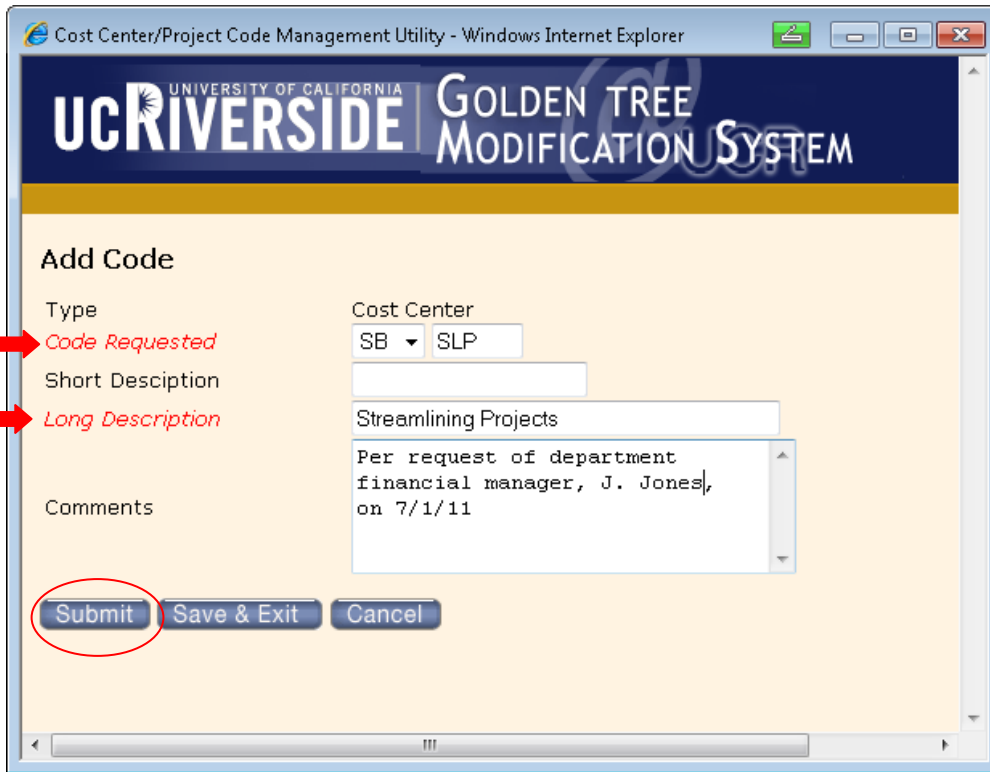 Cost Center/Project Code Management Utility - Windows Internet Explorer
UNIVERSITY OF CALIFORNIA
UCRIVERSIDE
GOLDEN TREE
MODIFICATION SYSTEM
@UCR
Add Code
Type Cost Center
Code Requested SB SLP
Short Desciption
Long Description Streamlining Projects
Per request of department
financial manager, J. Jones,
on 7/1/11
Comments
Submit Save & Exit Cancel